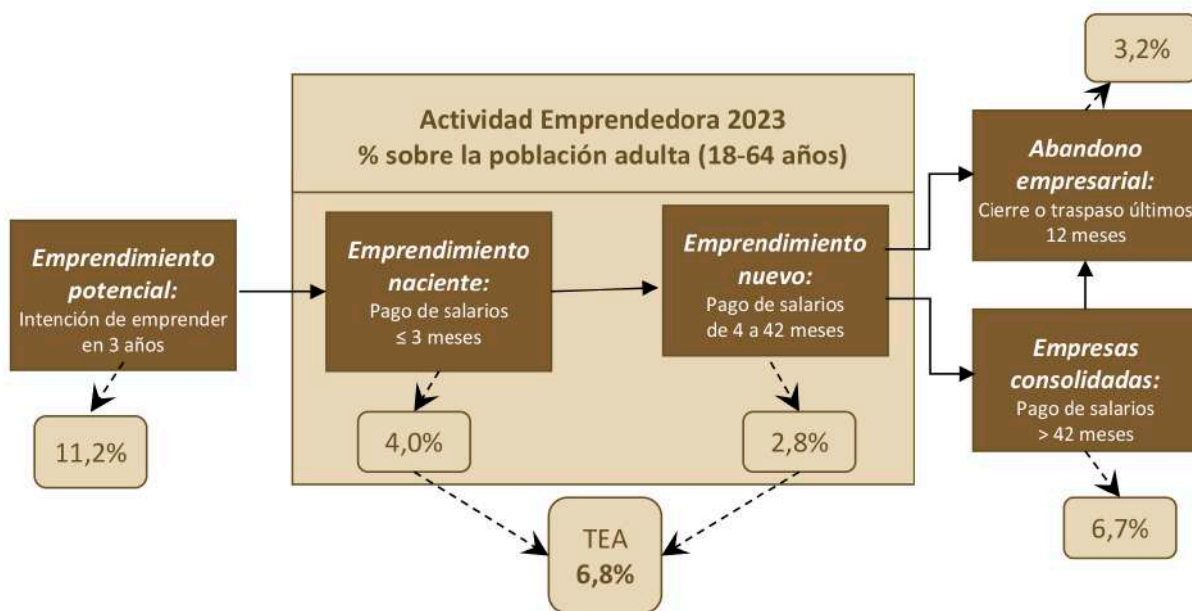 Actividad Emprendedora 2023
% sobre la población adulta (18-64 años)
Emprendimiento
potencial:
Intención de emprender
en 3 años
11,2%
Emprendimiento
naciente:
Pago de salarios
≤ 3 meses
4,0%
Emprendimiento
nuevo:
Pago de salarios
de 4 a 42 meses
2,8%
TEA
6,8%
3,2%
Abandono
empresarial:
Cierre o traspaso últimos
12 meses
Empresas
consolidadas:
Pago de salarios
> 42 meses
6,7%